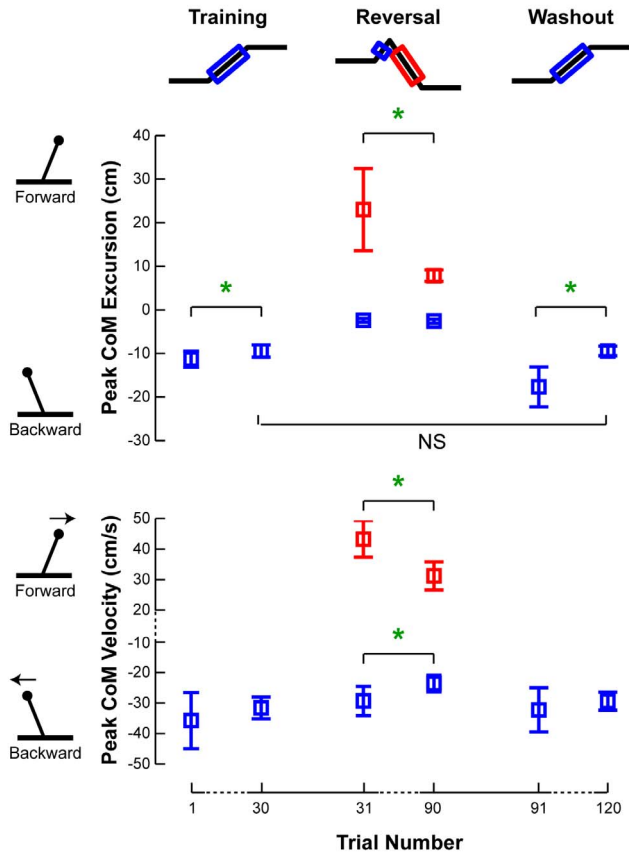 Training Reversal Washout
Peak CoM Excursion (cm)
40
30
20
10
0
-10
-20
-30
Forward
Backward
*
*
*
NS
Peak CoM Velocity (cm/s)
50
40
30
20
-10
-20
-30
-40
-50
Forward
Backward
*
*
1 30 31 90 91 120
Trial Number